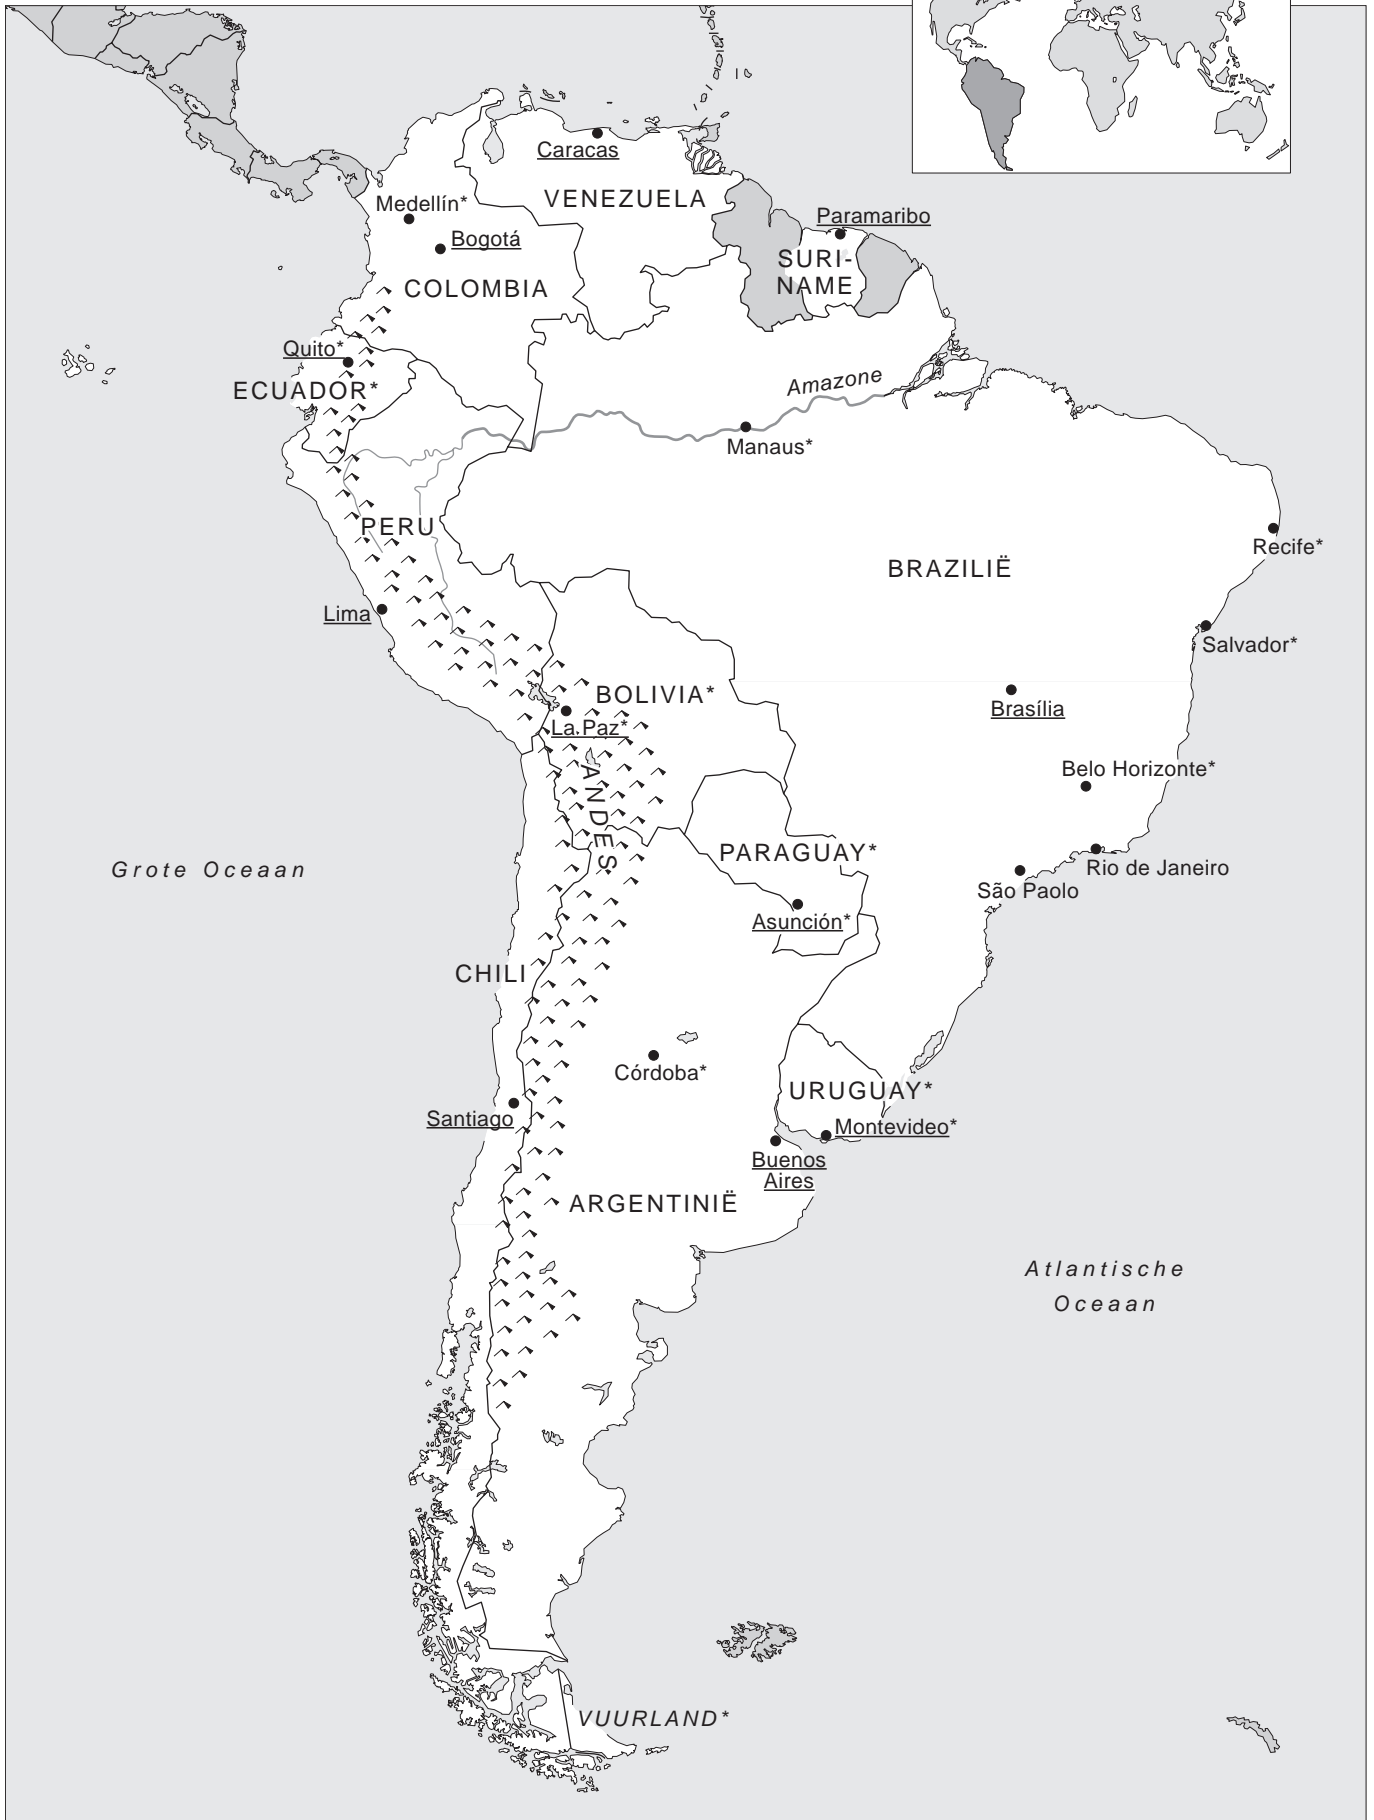 Caracas
VENEZUELA
Medellín*
Paramaribo
Bogotá
SURI-
NAME
COLOMBIA
Quito*
ECUADOR*
Amazone
Manaus*
PERU
Recife*
BRAZILIË
Lima
Salvador*
BOLIVIA*
Brasília
La Paz*
ANDES
Belo Horizonte*
PARAGUAY*
Grote Oceaan
Rio de Janeiro
São Paolo
Asunción*
CHILI
Córdoba*
URUGUAY*
Santiago
Montevideo*
Buenos
Aires
ARGENTINIË
Atlantische
Oceaan
VUURLAND*